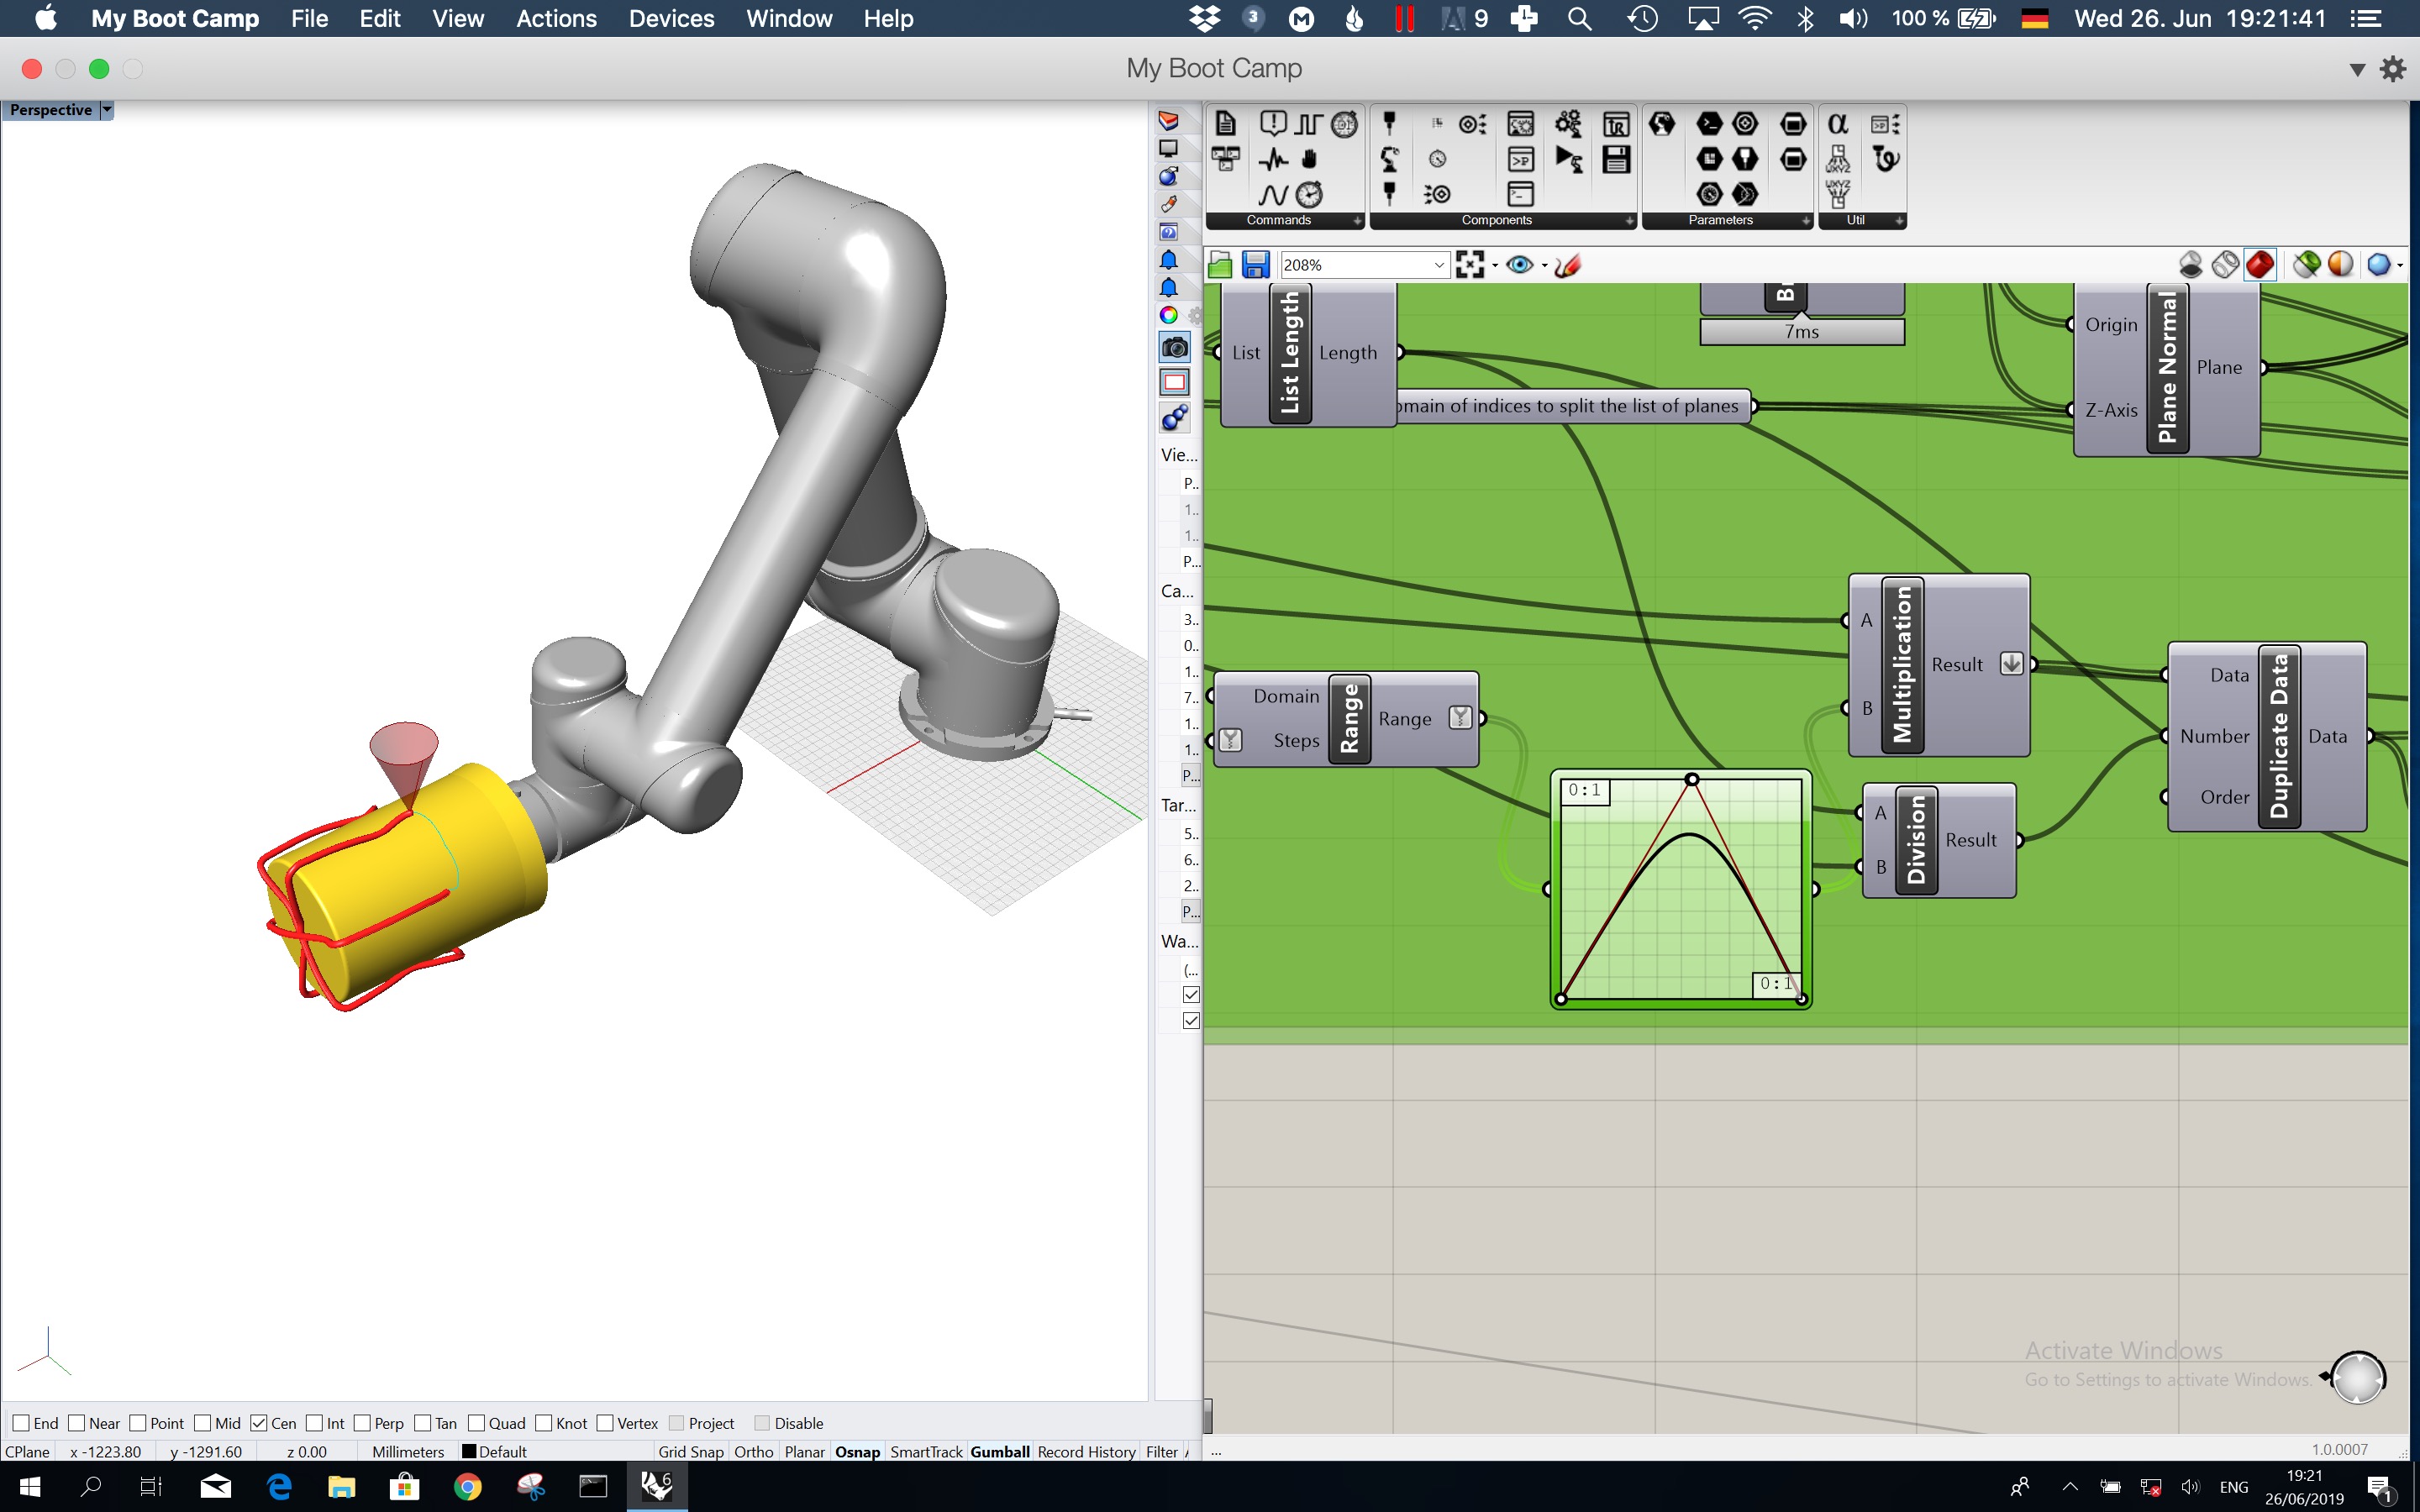 My Boot Camp File Edit View Actions Devices Window Help 3 9 100 % Wed 26. Jun 19:21:41
My Boot Camp
Perspective
Commands Components Parameters Util
208%
List List Length Length
7ms
Origin
Z-Axis
Plane Normal
Plane
omain of indices to split the list of planes
Vie...
P..
1..
1..
P...
Ca...
3..
0..
1..
7..
1..
1..
P...
Tar...
5..
6..
2..
P...
Wa...
(...
A
B
Multiplication
Result
Domain
Steps
Range
Range
Data
Number
Order
Duplicate Data
Data
0 : 1
0 : 1
A
B
Division
Result
Activate Windows
Go to Settings to activate Windows.
End Near Point Mid Cen Int Perp Tan Quad Knot Vertex Project Disable
CPlane x -1223.80 y -1291.60 z 0.00 Millimeters Default Grid Snap Ortho Planar Osnap SmartTrack Gumball Record History Filter
... 1.0.0007
6 ENG 19:21
26/06/2019 1